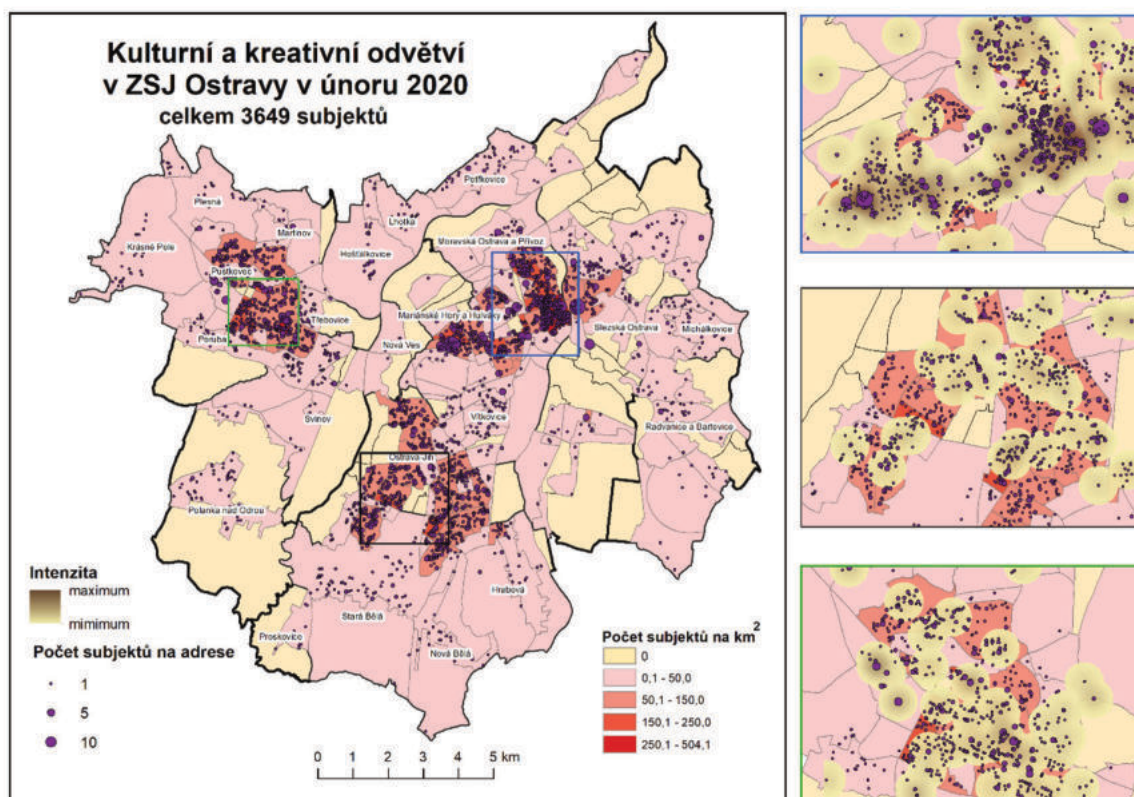 Kulturní a kreativní odvětví
v ZSJ Ostravy v únoru 2020
celkem 3649 subjektů
Petřkovice
Plesná
Lhotka
Martinov
Krásné Pole
Moravská Ostrava a Přívoz
Hošťálkovice
Pustkovec
Třebovice
Mariánské Hory a Hulváky
Slezská Ostrava
Michálkovice
Poruba
Nová Ves
Svinov
Vítkovice
Radvanice a Bartovice
Ostrava-Jih
Polanka nad Odrou
Hrabová
Stará Bělá
Proskovice
Nová Bělá
Intenzita
maximum
mimimum
Počet subjektů na adrese
1
5
10
0 1 2 3 4 5 km
Počet subjektů na km²
0
0,1 - 50,0
50,1 - 150,0
150,1 - 250,0
250,1 - 504,1